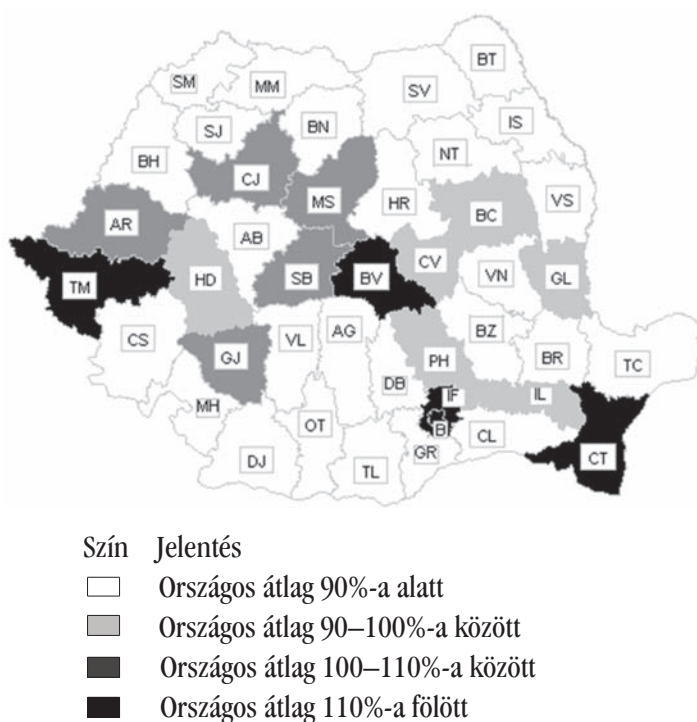 BT
SM
MM
SV
IS
SJ
BN
NT
BH
CJ
MS
HR
BC
VS
AR
AB
TM
HD
SB
BV
CV
VN
GL
CS
GJ
VL
AG
PH
BZ
BR
TC
MH
DB
IF
IL
OT
B
CL
CT
DJ
TL
GR
Szín Jelentés
Országos átlag 90%-a alatt
Országos átlag 90–100%-a között
Országos átlag 100–110%-a között
Országos átlag 110%-a fölött